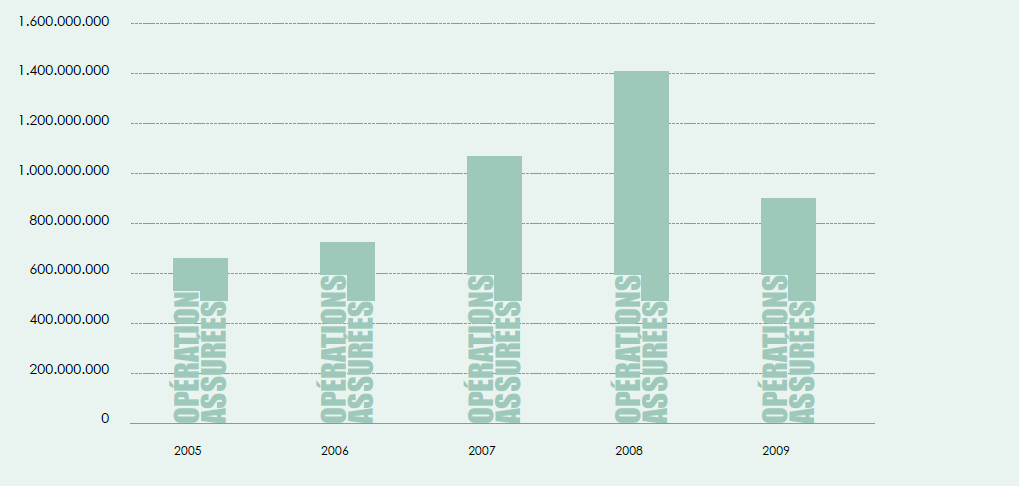 1.600.000.000
1.400.000.000
1.200.000.000
1.000.000.000
800.000.000
600.000.000
400.000.000
200.000.000
0
OPÉRATION
ASSURÉES
OPÉRATIONS
ASSURÉES
OPÉRATIONS
ASSURÉES
OPÉRATIONS
ASSURÉES
OPÉRATIONS
ASSURÉES
2005
2006
2007
2008
2009